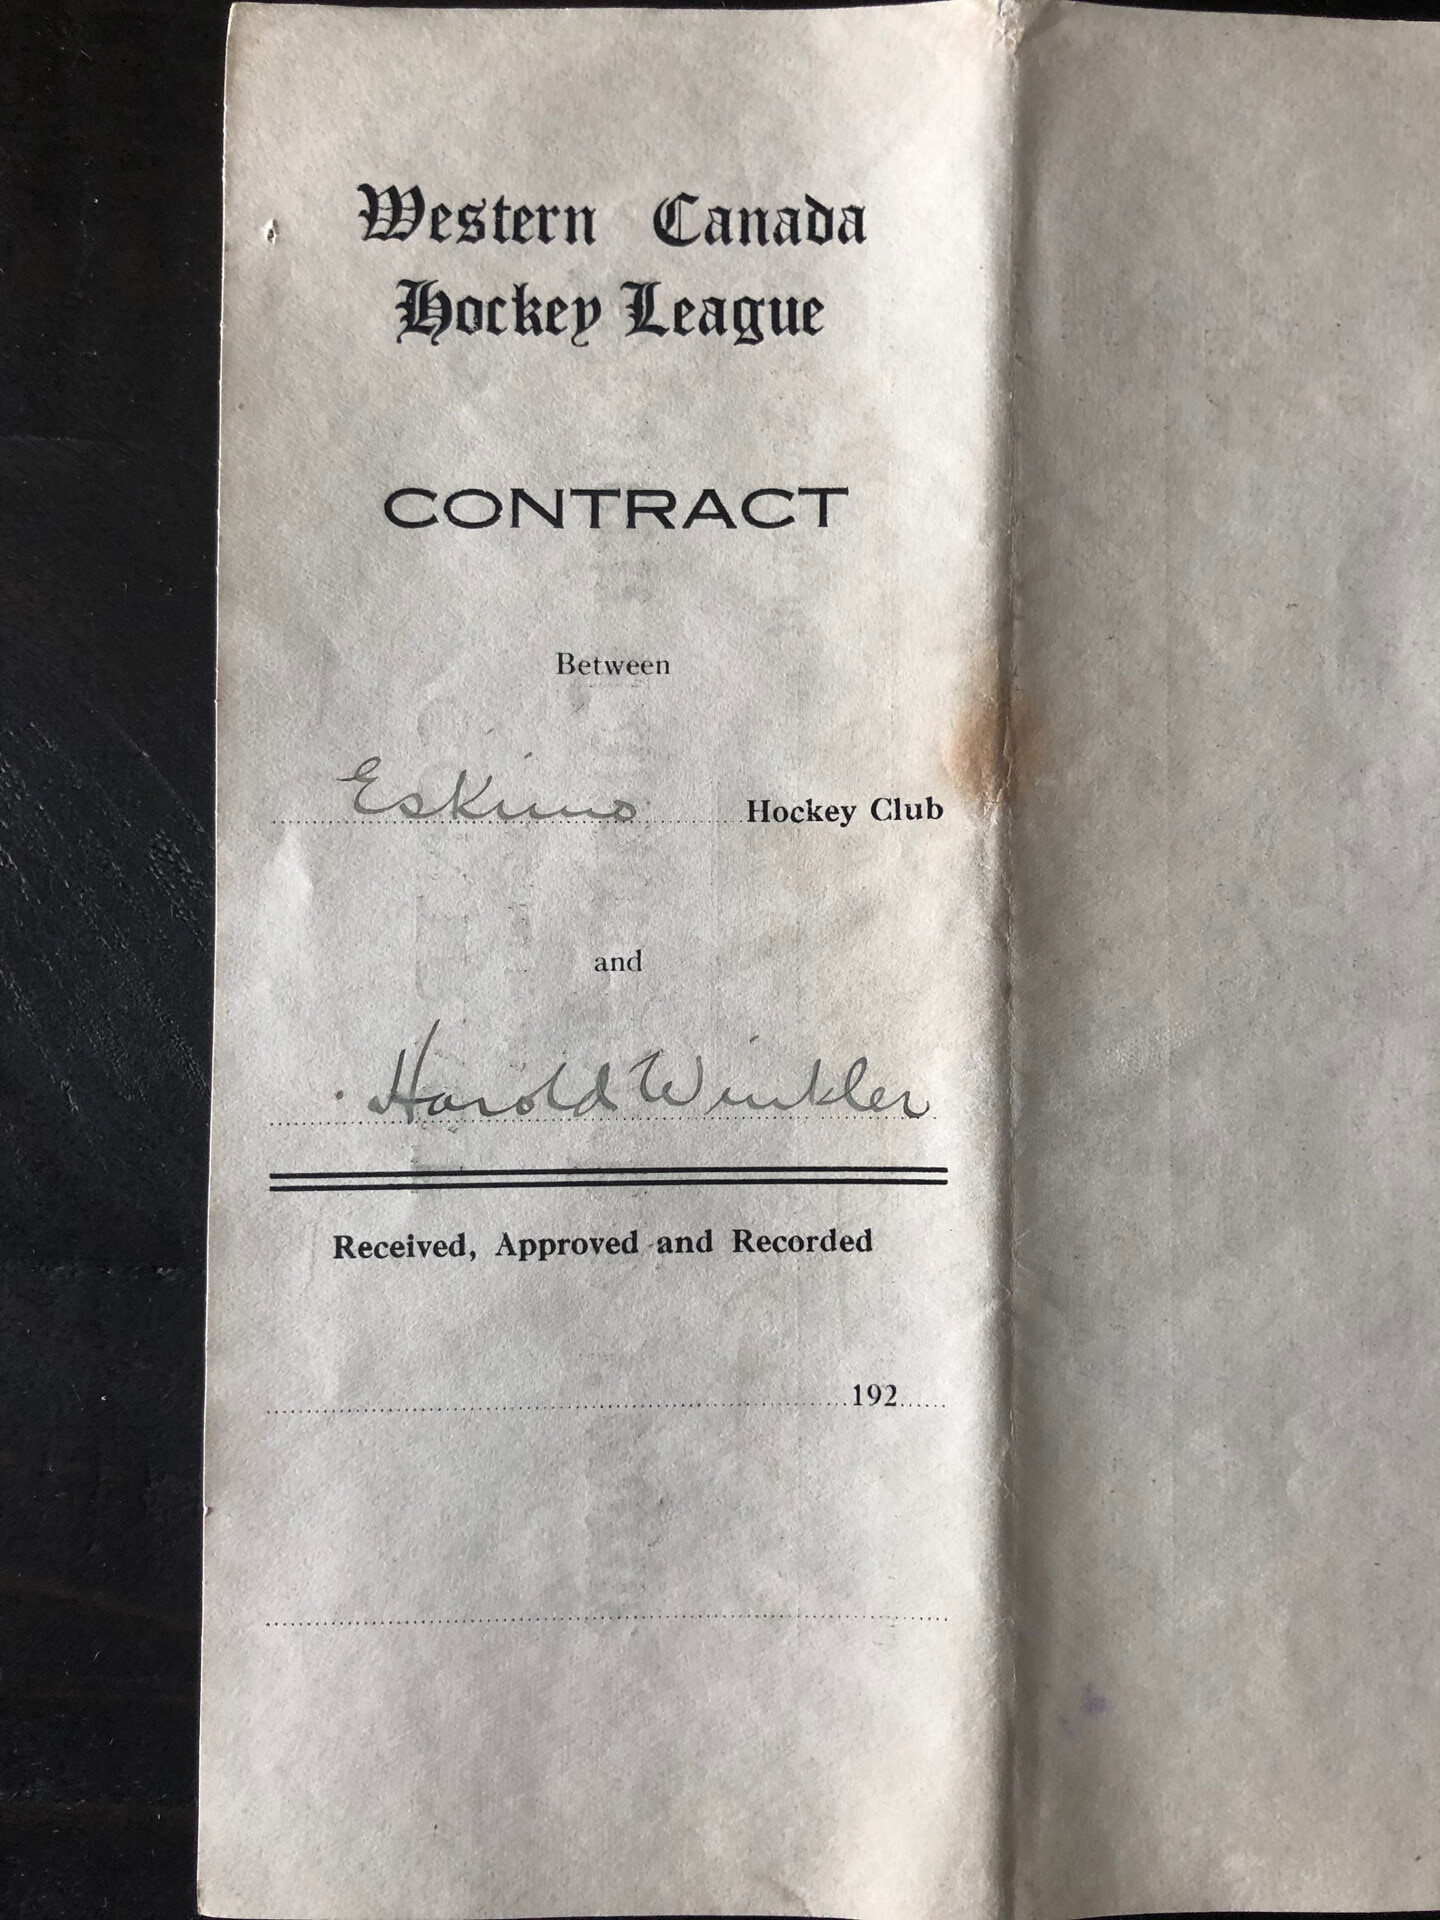 Western Canada
Hockey League
CONTRACT
Between
Eskimo Hockey Club
and
Harold Winkler
Received, Approved and Recorded
192